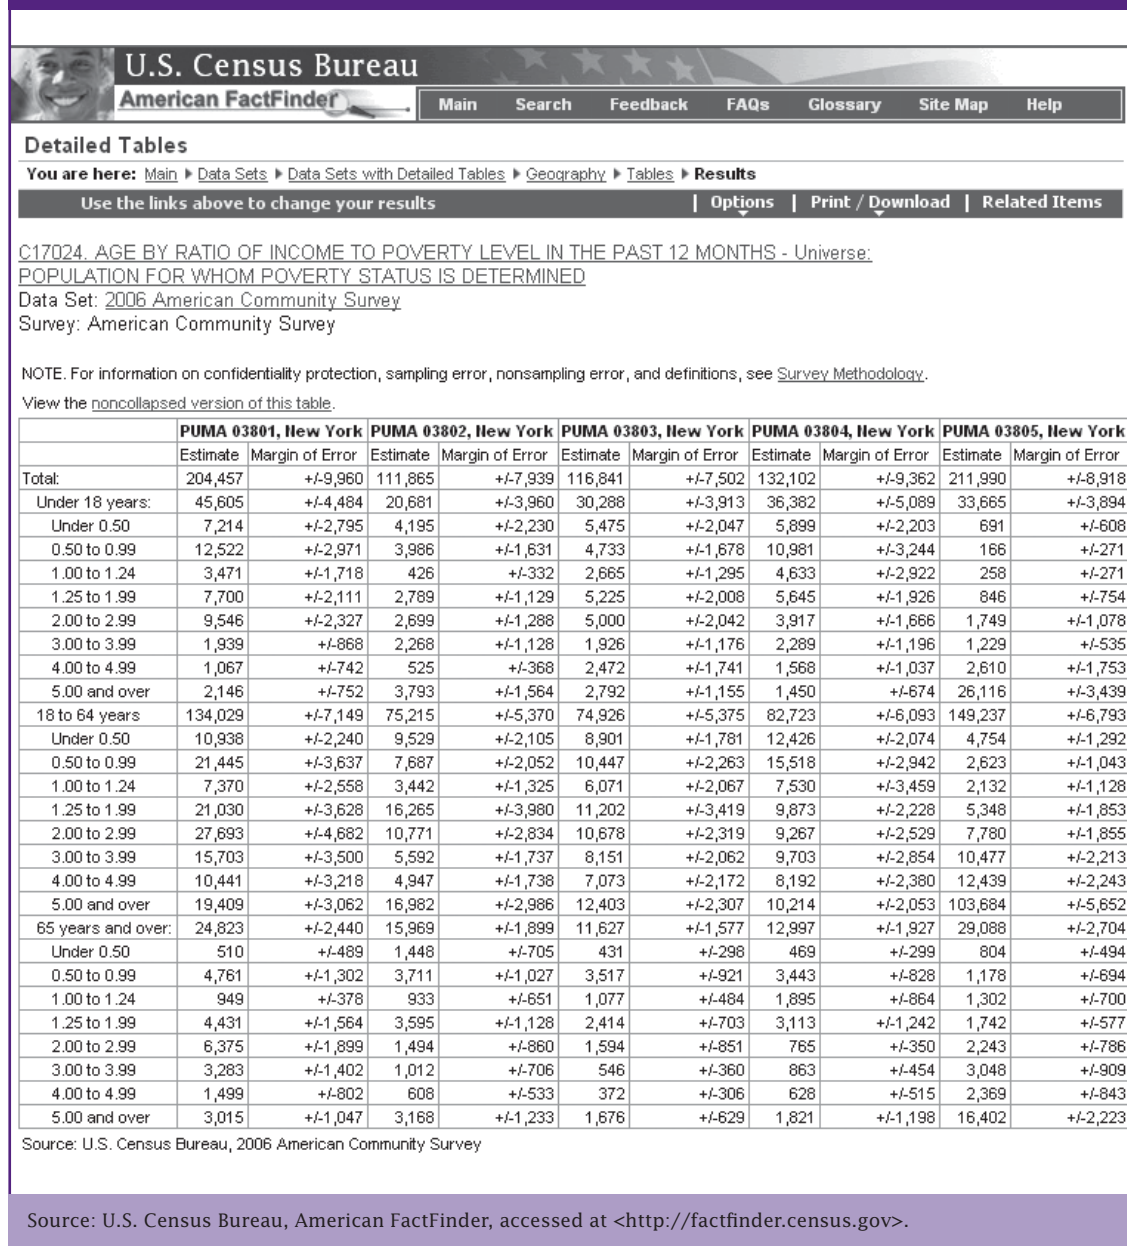 U.S. Census Bureau
American FactFinder
Main Search Feedback FAQs Glossary Site Map Help
Detailed Tables
You are here: Main ▶ Data Sets ▶ Data Sets with Detailed Tables ▶ Geography ▶ Tables ▶ Results
Use the links above to change your results | Options | Print / Download | Related Items
C17024. AGE BY RATIO OF INCOME TO POVERTY LEVEL IN THE PAST 12 MONTHS - Universe:
POPULATION FOR WHOM POVERTY STATUS IS DETERMINED
Data Set: 2006 American Community Survey
Survey: American Community Survey
NOTE. For information on confidentiality protection, sampling error, nonsampling error, and definitions, see Survey Methodology.
View the noncollapsed version of this table.
PUMA 03801, New York PUMA 03802, New York PUMA 03803, New York PUMA 03804, New York PUMA 03805, New York
Estimate Margin of Error Estimate Margin of Error Estimate Margin of Error Estimate Margin of Error Estimate Margin of Error
Total: 204,457 +/-9,960 111,865 +/-7,939 116,841 +/-7,502 132,102 +/-9,362 211,990 +/-8,918
Under 18 years: 45,605 +/-4,484 20,681 +/-3,960 30,288 +/-3,913 36,382 +/-5,089 33,665 +/-3,894
Under 0.50 7,214 +/-2,795 4,195 +/-2,230 5,475 +/-2,047 5,899 +/-2,203 691 +/-608
0.50 to 0.99 12,522 +/-2,971 3,986 +/-1,631 4,733 +/-1,678 10,981 +/-3,244 166 +/-271
1.00 to 1.24 3,471 +/-1,718 426 +/-332 2,665 +/-1,295 4,633 +/-2,922 258 +/-271
1.25 to 1.99 7,700 +/-2,111 2,789 +/-1,129 5,225 +/-2,008 5,645 +/-1,926 846 +/-754
2.00 to 2.99 9,546 +/-2,327 2,699 +/-1,288 5,000 +/-2,042 3,917 +/-1,666 1,749 +/-1,078
3.00 to 3.99 1,939 +/-868 2,268 +/-1,128 1,926 +/-1,176 2,289 +/-1,196 1,229 +/-535
4.00 to 4.99 1,067 +/-742 525 +/-368 2,472 +/-1,741 1,568 +/-1,037 2,610 +/-1,753
5.00 and over 2,146 +/-752 3,793 +/-1,564 2,792 +/-1,155 1,450 +/-674 26,116 +/-3,439
18 to 64 years 134,029 +/-7,149 75,215 +/-5,370 74,926 +/-5,375 82,723 +/-6,093 149,237 +/-6,793
Under 0.50 10,938 +/-2,240 9,529 +/-2,105 8,901 +/-1,781 12,426 +/-2,074 4,754 +/-1,292
0.50 to 0.99 21,445 +/-3,637 7,687 +/-2,052 10,447 +/-2,263 15,518 +/-2,942 2,623 +/-1,043
1.00 to 1.24 7,370 +/-2,558 3,442 +/-1,325 6,071 +/-2,067 7,530 +/-3,459 2,132 +/-1,128
1.25 to 1.99 21,030 +/-3,628 16,265 +/-3,980 11,202 +/-3,419 9,873 +/-2,228 5,348 +/-1,853
2.00 to 2.99 27,693 +/-4,682 10,771 +/-2,834 10,678 +/-2,319 9,267 +/-2,529 7,780 +/-1,855
3.00 to 3.99 15,703 +/-3,500 5,592 +/-1,737 8,151 +/-2,062 9,703 +/-2,854 10,477 +/-2,213
4.00 to 4.99 10,441 +/-3,218 4,947 +/-1,738 7,073 +/-2,172 8,192 +/-2,380 12,439 +/-2,243
5.00 and over 19,409 +/-3,062 16,982 +/-2,986 12,403 +/-2,307 10,214 +/-2,053 103,684 +/-5,652
65 years and over: 24,823 +/-2,440 15,969 +/-1,899 11,627 +/-1,577 12,997 +/-1,927 29,088 +/-2,704
Under 0.50 510 +/-489 1,448 +/-705 431 +/-298 469 +/-299 804 +/-494
0.50 to 0.99 4,761 +/-1,302 3,711 +/-1,027 3,517 +/-921 3,443 +/-828 1,178 +/-694
1.00 to 1.24 949 +/-378 933 +/-651 1,077 +/-484 1,895 +/-864 1,302 +/-700
1.25 to 1.99 4,431 +/-1,564 3,595 +/-1,128 2,414 +/-703 3,113 +/-1,242 1,742 +/-577
2.00 to 2.99 6,375 +/-1,899 1,494 +/-860 1,594 +/-851 765 +/-350 2,243 +/-786
3.00 to 3.99 3,283 +/-1,402 1,012 +/-706 546 +/-360 863 +/-454 3,048 +/-909
4.00 to 4.99 1,499 +/-802 608 +/-533 372 +/-306 628 +/-515 2,369 +/-843
5.00 and over 3,015 +/-1,047 3,168 +/-1,233 1,676 +/-629 1,821 +/-1,198 16,402 +/-2,223
Source: U.S. Census Bureau, 2006 American Community Survey
Source: U.S. Census Bureau, American FactFinder, accessed at <http://factfinder.census.gov>.